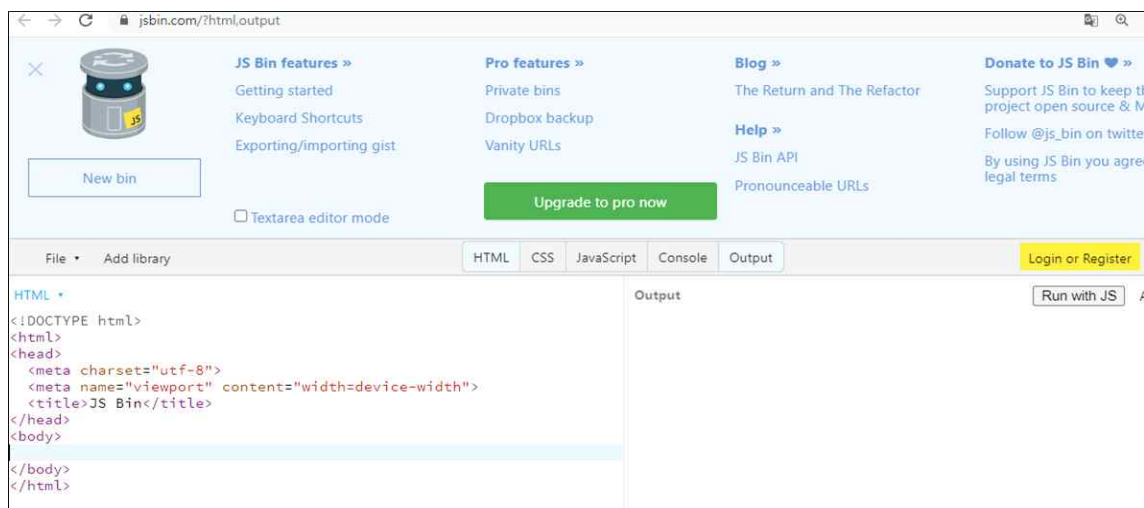 jsbin.com/?html,output
JS Bin features »
Getting started
Keyboard Shortcuts
Exporting/importing gist
Textarea editor mode
Pro features »
Private bins
Dropbox backup
Vanity URLs
Upgrade to pro now
Blog »
The Return and The Refactor
Help »
JS Bin API
Pronounceable URLs
Donate to JS Bin ♥ »
Support JS Bin to keep
project open source &
Follow @js_bin on
By using JS Bin you
legal terms
JS
New bin
File ▾ Add library HTML CSS JavaScript Console Output Login or Register
HTML ▾
<!DOCTYPE html>
<html>
<head>
<meta charset="utf-8">
<meta name="viewport" content="width=device-width">
<title>JS Bin</title>
</head>
<body>
</body>
</html>
Output Run with JS